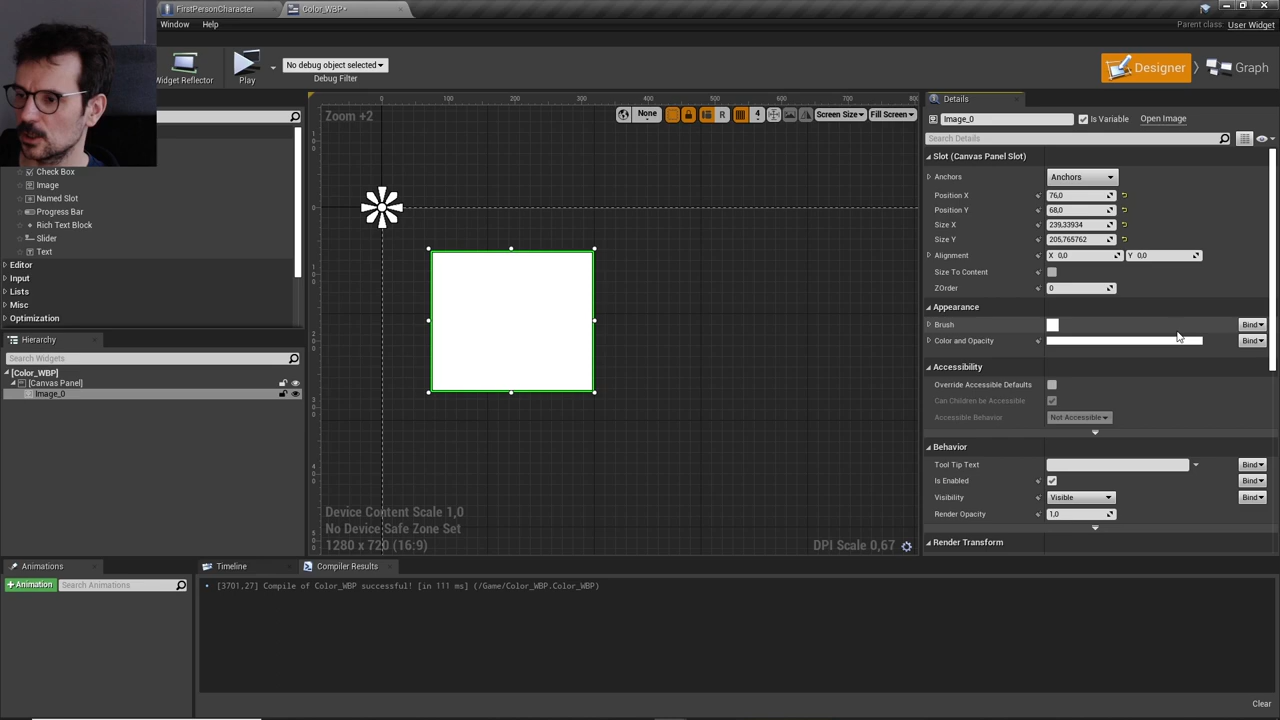 FirstPersonCharacter
Color_WBP*
Window Help
Parent class: User Widget
Widget Reflector
Play
No debug object selected
Debug Filter
Designer
Graph
Zoom +2
0 100 200 300 400 500 600 700 800
None
R
4
Screen Size
Fill Screen
Check Box
Image
Named Slot
Progress Bar
Rich Text Block
Slider
Text
Editor
Input
Lists
Misc
Optimization
Hierarchy
Search Widgets
[Color_WBP]
[Canvas Panel]
Image_0
Device Content Scale 1,0
No Device Safe Zone Set
1280 x 720 (16:9)
DPI Scale 0,67
Details
Image_0
Is Variable
Open Image
Search Details
Slot (Canvas Panel Slot)
Anchors Anchors
Position X 76,0
Position Y 68,0
Size X 239,33934
Size Y 205,765762
Alignment X 0,0 Y 0,0
Size To Content
ZOrder 0
Appearance
Brush Bind
Color and Opacity Bind
Accessibility
Override Accessible Defaults
Can Children be Accessible
Accessible Behavior Not Accessible
Behavior
Tool Tip Text Bind
Is Enabled Bind
Visibility Visible Bind
Render Opacity 1,0
Render Transform
Animations
+Animation Search Animations
Timeline
Compiler Results
[3701,27] Compile of Color_WBP successful! [in 111 ms] (/Game/Color_WBP.Color_WBP)
Clear